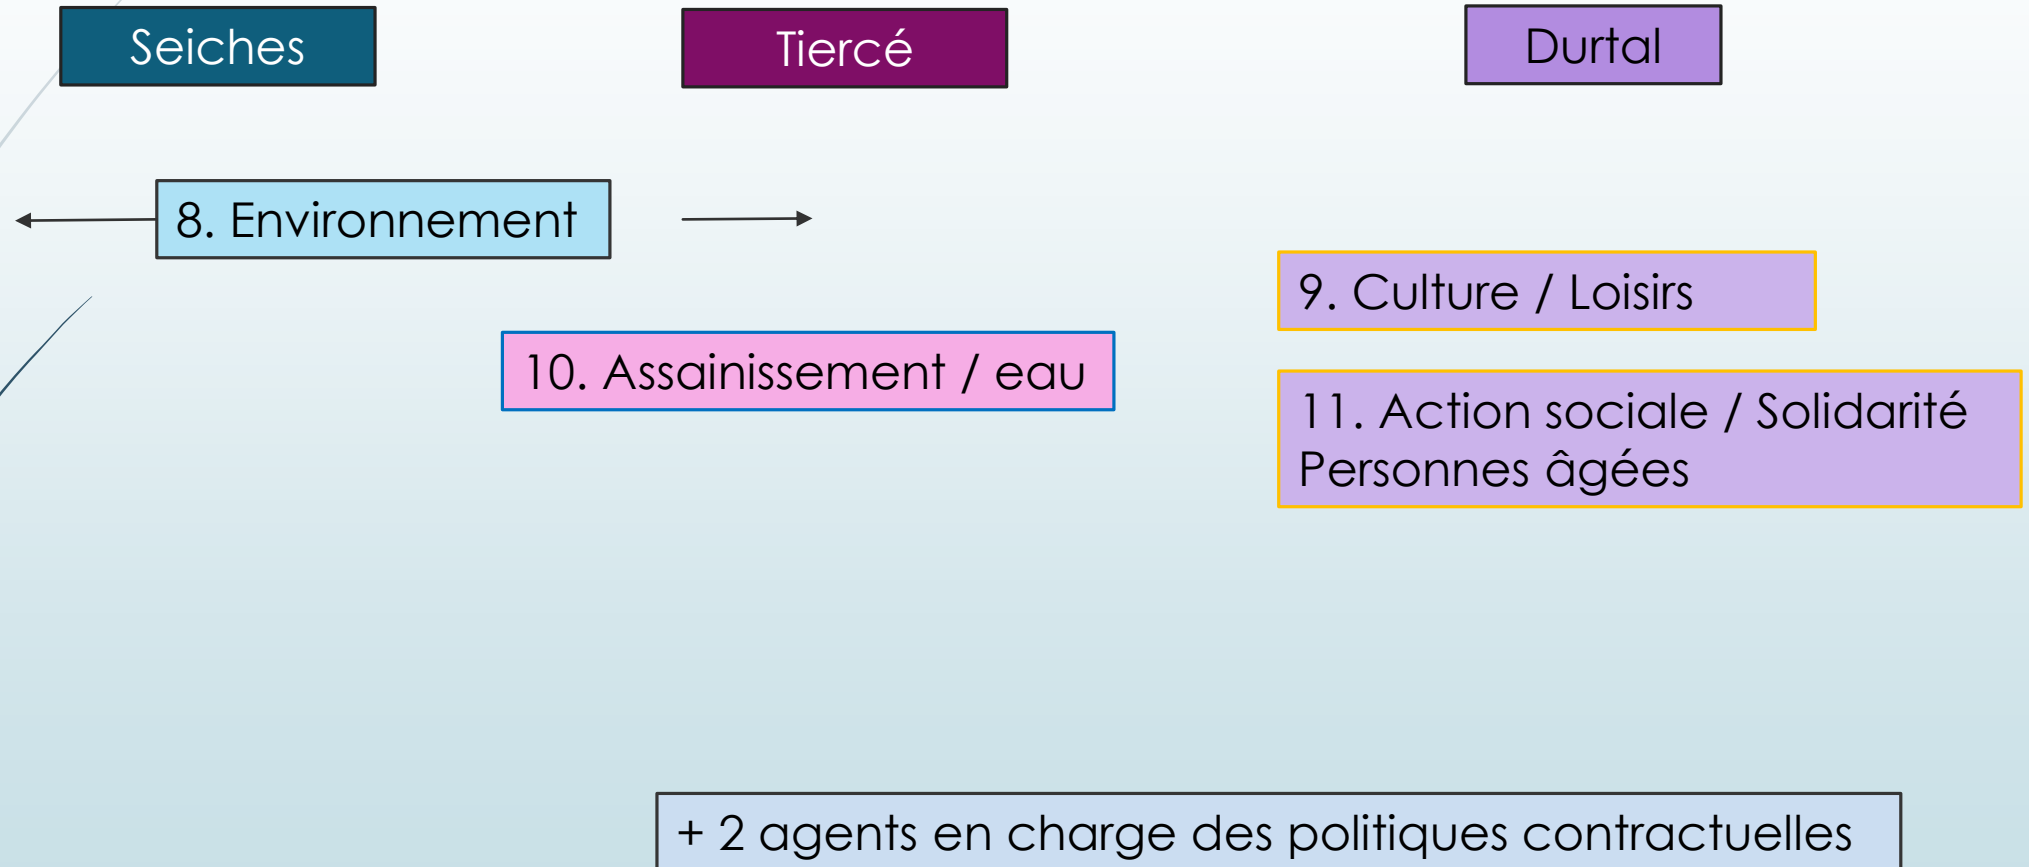 Seiches
Tiercé
Durtal
8. Environnement
9. Culture / Loisirs
10. Assainissement / eau
11. Action sociale / Solidarité
Personnes âgées
+ 2 agents en charge des politiques contractuelles